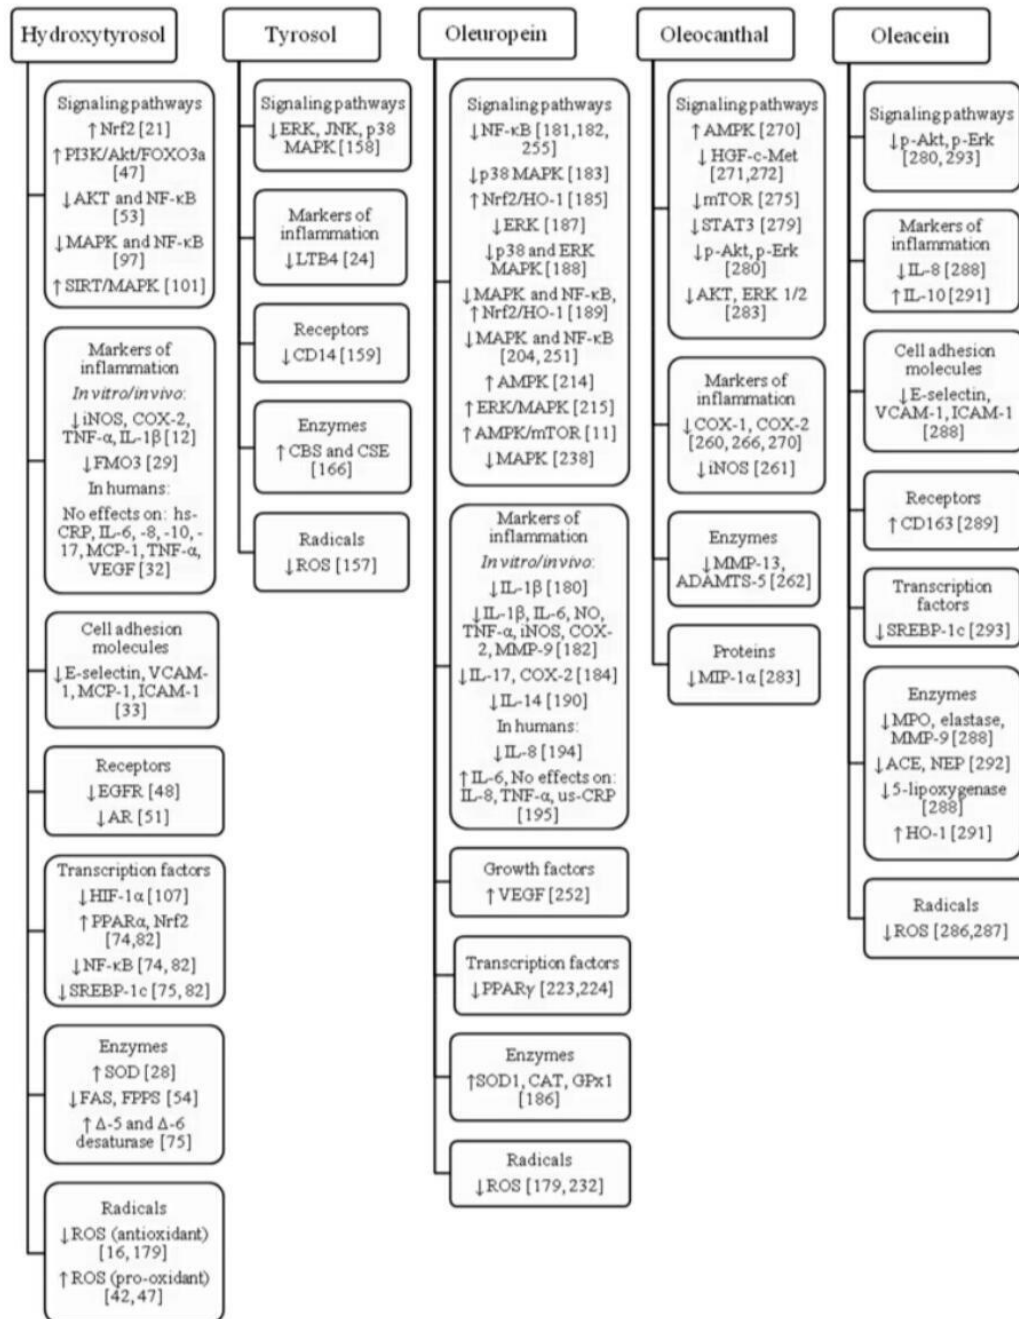 Hydroxytyrosol
Signaling pathways
↑Nrf2 [21]
↑PI3K/Akt/FOXO3a
[47]
↓AKT and NF-κB
[53]
↓MAPK and NF-κB
[97]
↑SIRT/MAPK [101]
Markers of
inflammation
In vitro/invivo:
↓iNOS, COX-2,
TNF-α, IL-1β [12]
↓FMO3 [29]
In humans:
No effects on: hs-
CRP, IL-6, -8, -10, -
17, MCP-1, TNF-α,
VEGF [32]
Cell adhesion
molecules
↓E-selectin, VCAM-
1, MCP-1, ICAM-1
[33]
Receptors
↓EGFR [48]
↓AR [51]
Transcription factors
↓HIF-1α [107]
↑PPARα, Nrf2
[74,82]
↓NF-κB [74, 82]
↓SREBP-1c [75, 82]
Enzymes
↑SOD [28]
↓FAS, FPPS [54]
↑Δ-5 and Δ-6
desaturase [75]
Radicals
↓ROS (antioxidant)
[16, 179]
↑ROS (pro-oxidant)
[42, 47]
Tyrosol
Signaling pathways
↓ERK, JNK, p38
MAPK [158]
Markers of
inflammation
↓LTB4 [24]
Receptors
↓CD14 [159]
Enzymes
↑CBS and CSE
[166]
Radicals
↓ROS [157]
Oleuropein
Signaling pathways
↓NF-κB [181,182,
255]
↓p38 MAPK [183]
↑Nrf2/HO-1 [185]
↓ERK [187]
↓p38 and ERK
MAPK [188]
↓MAPK and NF-κB,
↑Nrf2/HO-1 [189]
↓MAPK and NF-κB
[204, 251]
↑AMPK [214]
↑ERK/MAPK [215]
↑AMPK/mTOR [11]
↓MAPK [238]
Markers of
inflammation
In vitro/invivo:
↓IL-1β [180]
↓IL-1β, IL-6, NO,
TNF-α, iNOS, COX-
2, MMP-9 [182]
↓IL-17, COX-2 [184]
↓IL-14 [190]
In humans:
↓IL-8 [194]
↑IL-6, No effects on:
IL-8, TNF-α, us-CRP
[195]
Growth factors
↑VEGF [252]
Transcription factors
↓PPARγ [223,224]
Enzymes
↑SOD1, CAT, GPx1
[186]
Radicals
↓ROS [179, 232]
Oleocanthal
Signaling pathways
↑AMPK [270]
↓HGF-c-Met
[271,272]
↓mTOR [275]
↓STAT3 [279]
↓p-Akt, p-Erk
[280]
↓AKT, ERK 1/2
[283]
Markers of
inflammation
↓COX-1, COX-2
[260, 266, 270]
↓iNOS [261]
Enzymes
↓MMP-13,
ADAMTS-5 [262]
Proteins
↓MIP-1α [283]
Oleacein
Signaling pathways
↓p-Akt, p-Erk
[280, 293]
Markers of
inflammation
↓IL-8 [288]
↑IL-10 [291]
Cell adhesion
molecules
↓E-selectin,
VCAM-1, ICAM-1
[288]
Receptors
↑CD163 [289]
Transcription
factors
↓SREBP-1c [293]
Enzymes
↓MPO, elastase,
MMP-9 [288]
↓ACE, NEP [292]
↓5-lipoxygenase
[288]
↑HO-1 [291]
Radicals
↓ROS [286,287]